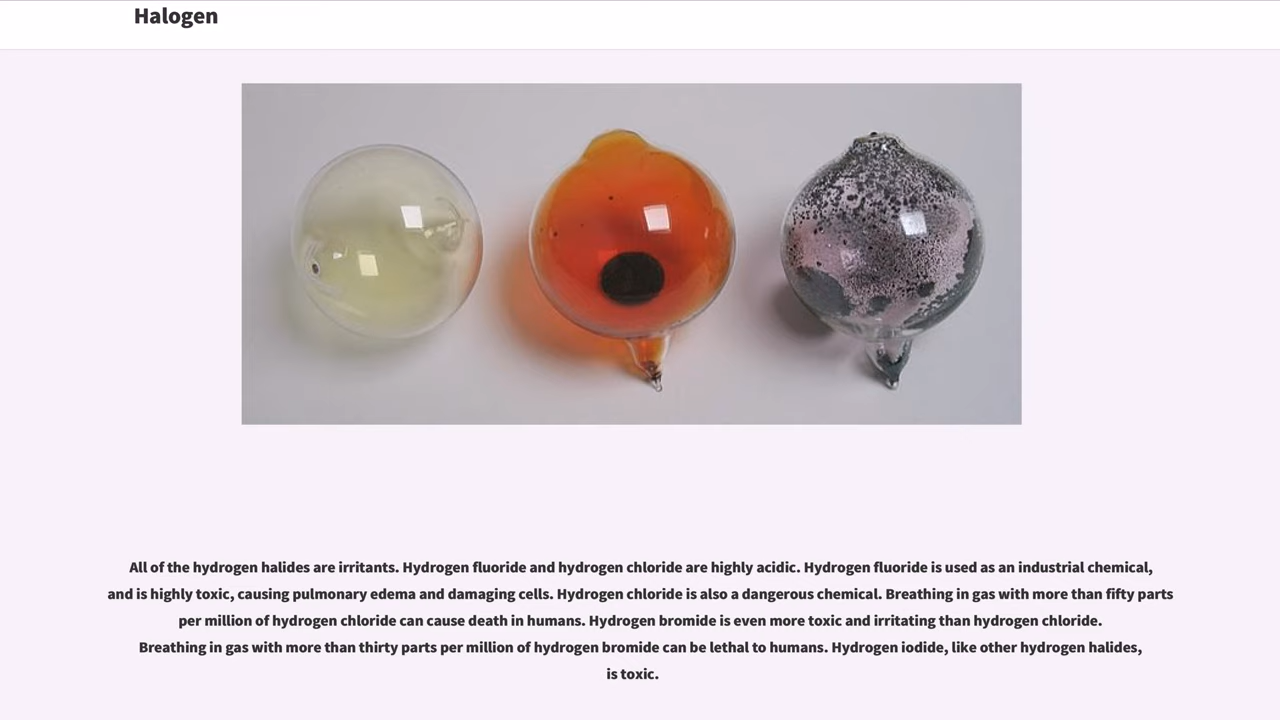 Halogen
All of the hydrogen halides are irritants. Hydrogen fluoride and hydrogen chloride are highly acidic. Hydrogen fluoride is used as an industrial chemical,
and is highly toxic, causing pulmonary edema and damaging cells. Hydrogen chloride is also a dangerous chemical. Breathing in gas with more than fifty parts
per million of hydrogen chloride can cause death in humans. Hydrogen bromide is even more toxic and irritating than hydrogen chloride.
Breathing in gas with more than thirty parts per million of hydrogen bromide can be lethal to humans. Hydrogen iodide, like other hydrogen halides,
is toxic.